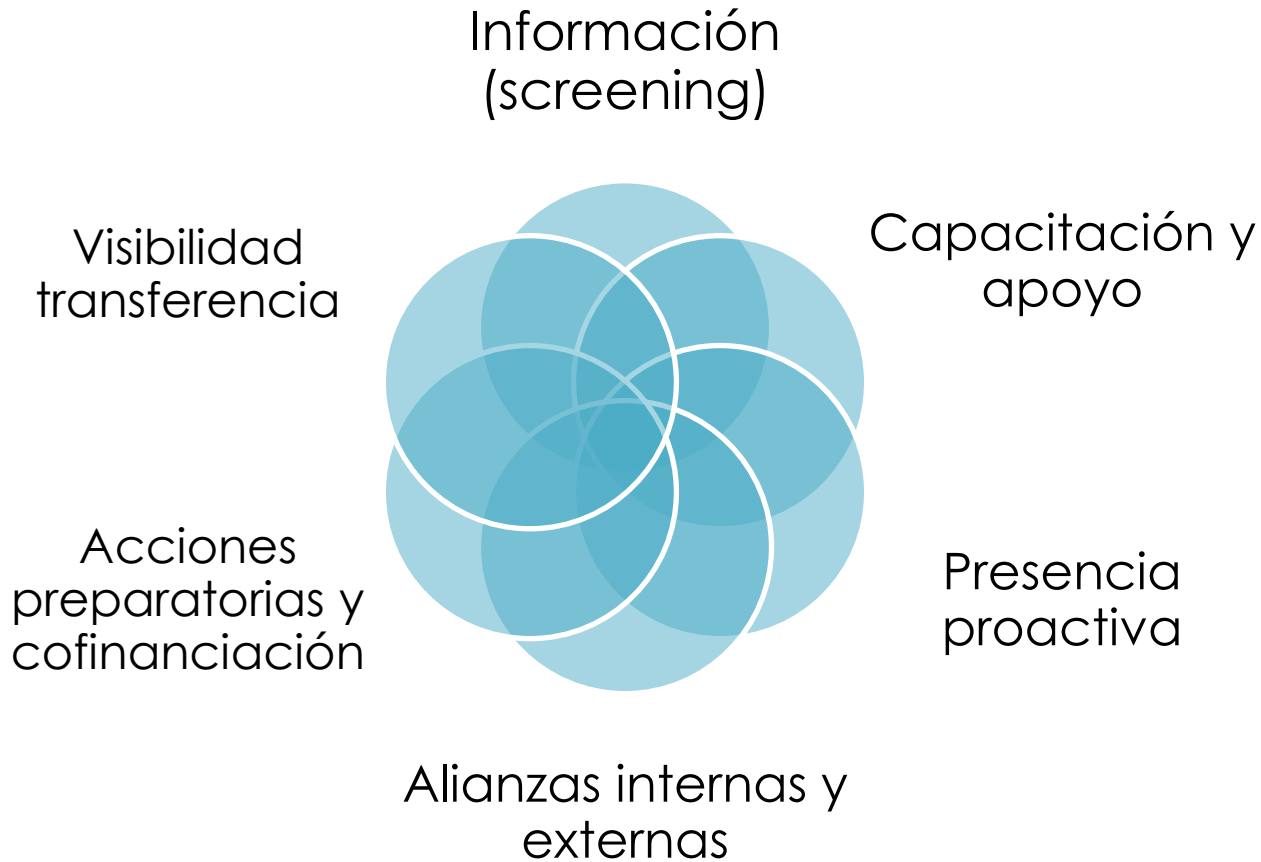 Información
(screening)
Capacitación y
apoyo
Presencia
proactiva
Alianzas internas y
externas
Acciones
preparatorias y
cofinanciación
Visibilidad
transferencia